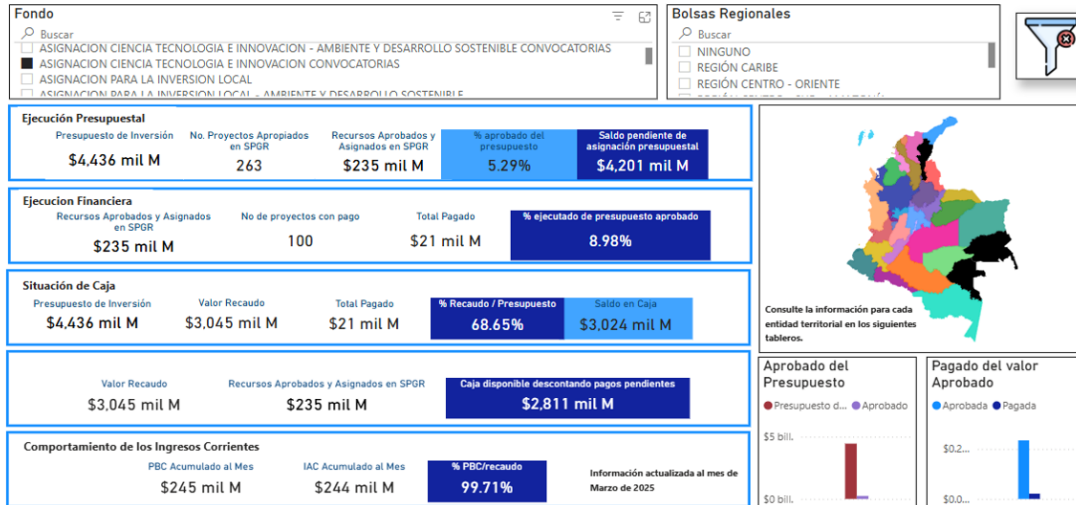 Fondo
Buscar
ASIGNACION CIENCIA TECNOLOGIA E INNOVACION - AMBIENTE Y DESARROLLO SOSTENIBLE CONVOCATORIAS
ASIGNACION CIENCIA TECNOLOGIA E INNOVACION CONVOCATORIAS
ASIGNACION PARA LA INVERSION LOCAL
ASIGNACION PARA LA INVERSION LOCAL - AMBIENTE Y DESARROLLO SOSTENIBLE
Bolsas Regionales
Buscar
NINGUNO
REGIÓN CARIBE
REGIÓN CENTRO - ORIENTE
Ejecución Presupuestal
Presupuesto de Inversión
$4,436 mil M
No. Proyectos Apropiados
en SPGR
263
Recursos Aprobados y
Asignados en SPGR
$235 mil M
% aprobado del
presupuesto
5.29%
Saldo pendiente de
asignación presupuestal
$4,201 mil M
Ejecucion Financiera
Recursos Aprobados y Asignados
en SPGR
$235 mil M
No de proyectos con pago
100
Total Pagado
$21 mil M
% ejecutado de presupuesto aprobado
8.98%
Situación de Caja
Presupuesto de Inversión
$4,436 mil M
Valor Recaudo
$3,045 mil M
Total Pagado
$21 mil M
% Recaudo / Presupuesto
68.65%
Saldo en Caja
$3,024 mil M
Valor Recaudo
$3,045 mil M
Recursos Aprobados y Asignados en SPGR
$235 mil M
Caja disponible descontando pagos pendientes
$2,811 mil M
Comportamiento de los Ingresos Corrientes
PBC Acumulado al Mes
$245 mil M
IAC Acumulado al Mes
$244 mil M
% PBC/recaudo
99.71%
Información actualizada al mes de
Marzo de 2025
Consulte la información para cada
entidad territorial en los siguientes
tableros.
Aprobado del
Presupuesto
Presupuesto d... Aprobado
$5 bill.
$0 bill.
Pagado del valor
Aprobado
Aprobada Pagada
$0.2...
$0.0...